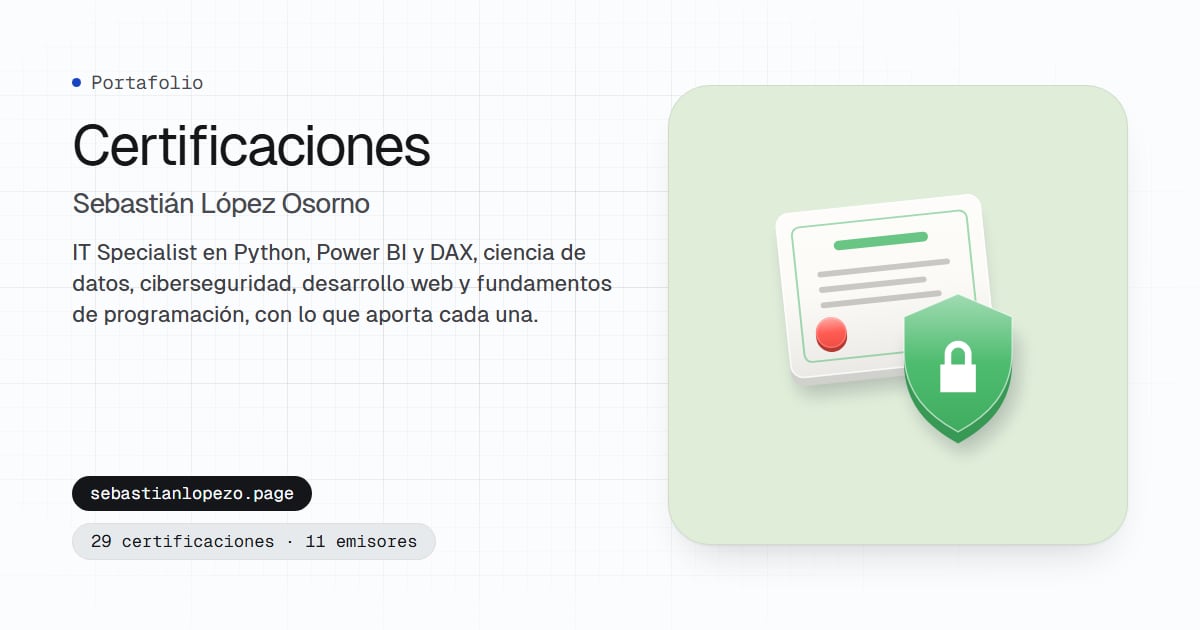 Portafolio
Certificaciones
Sebastián López Osorno
IT Specialist en Python, Power BI y DAX, ciencia de
datos, ciberseguridad, desarrollo web y fundamentos
de programación, con lo que aporta cada una.
sebastianlopezo.page
29 certificaciones · 11 emisores